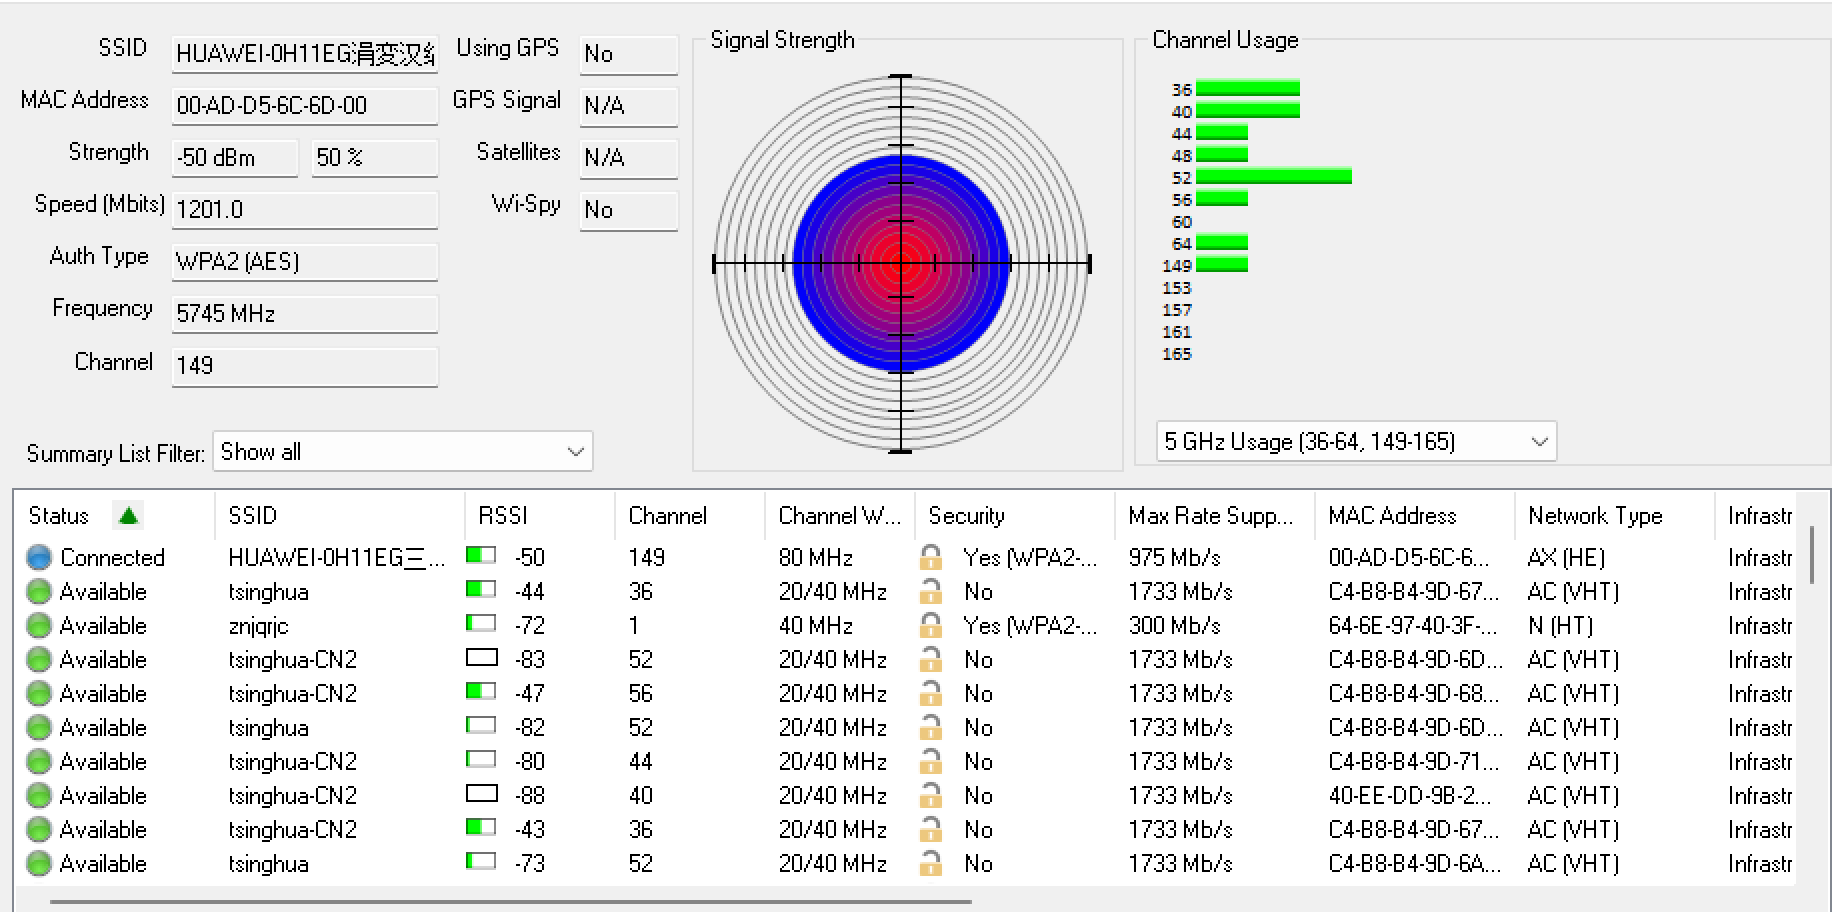 SSID
HUAWEI-0H11EG涓変汉
MAC Address
00-AD-D5-6C-6D-00
Strength
-50 dBm
50 %
Speed (Mbits)
1201.0
Auth Type
WPA2 (AES)
Frequency
5745 MHz
Channel
149
Using GPS
No
GPS Signal
N/A
Satellites
N/A
Wi-Spy
No
Signal Strength
Channel Usage
36
40
44
48
52
56
60
64
149
153
157
161
165
5 GHz Usage (36-64, 149-165)
Summary List Filter: Show all
Status SSID RSSI Channel Channel W... Security Max Rate Supp... MAC Address Network Type Infrastr
Connected HUAWEI-0H11EG三... -50 149 80 MHz Yes (WPA2-... 975 Mb/s 00-AD-D5-6C-6... AX (HE) Infrastr
Available tsinghua -44 36 20/40 MHz No 1733 Mb/s C4-B8-B4-9D-67... AC (VHT) Infrastr
Available znjqrjc -72 1 40 MHz Yes (WPA2-... 300 Mb/s 64-6E-97-40-3F-... N (HT) Infrastr
Available tsinghua-CN2 -83 52 20/40 MHz No 1733 Mb/s C4-B8-B4-9D-6D... AC (VHT) Infrastr
Available tsinghua-CN2 -47 56 20/40 MHz No 1733 Mb/s C4-B8-B4-9D-68... AC (VHT) Infrastr
Available tsinghua -82 52 20/40 MHz No 1733 Mb/s C4-B8-B4-9D-6D... AC (VHT) Infrastr
Available tsinghua-CN2 -80 44 20/40 MHz No 1733 Mb/s C4-B8-B4-9D-71... AC (VHT) Infrastr
Available tsinghua-CN2 -88 40 20/40 MHz No 1733 Mb/s 40-EE-DD-9B-2... AC (VHT) Infrastr
Available tsinghua-CN2 -43 36 20/40 MHz No 1733 Mb/s C4-B8-B4-9D-67... AC (VHT) Infrastr
Available tsinghua -73 52 20/40 MHz No 1733 Mb/s C4-B8-B4-9D-6A... AC (VHT) Infrastr